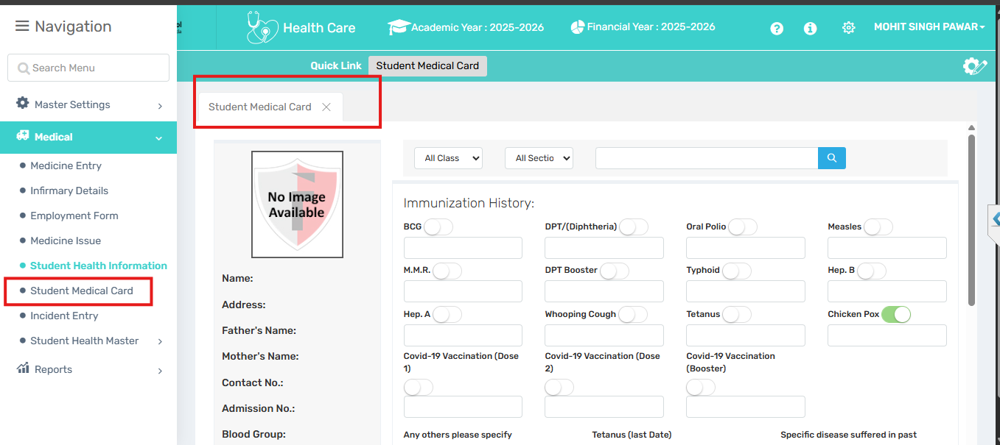 Navigation
Search Menu
Master Settings
Medical
Medicine Entry
Infirmary Details
Employment Form
Medicine Issue
Student Health Information
Student Medical Card
Incident Entry
Student Health Master
Reports
Health Care
Academic Year : 2025-2026
Financial Year : 2025-2026
MOHIT SINGH PAWAR
Quick Link
Student Medical Card
Student Medical Card
No Image
Available
Name:
Address:
Father's Name:
Mother's Name:
Contact No.:
Admission No.:
Blood Group:
All Class
All Sectio
Immunization History:
BCG
DPT/(Diphtheria)
Oral Polio
Measles
M.M.R.
DPT Booster
Typhoid
Hep. B
Hep. A
Whooping Cough
Tetanus
Chicken Pox
Covid-19 Vaccination (Dose
1)
Covid-19 Vaccination (Dose
2)
Covid-19 Vaccination
(Booster)
Any others please specify
Tetanus (last Date)
Specific disease suffered in past